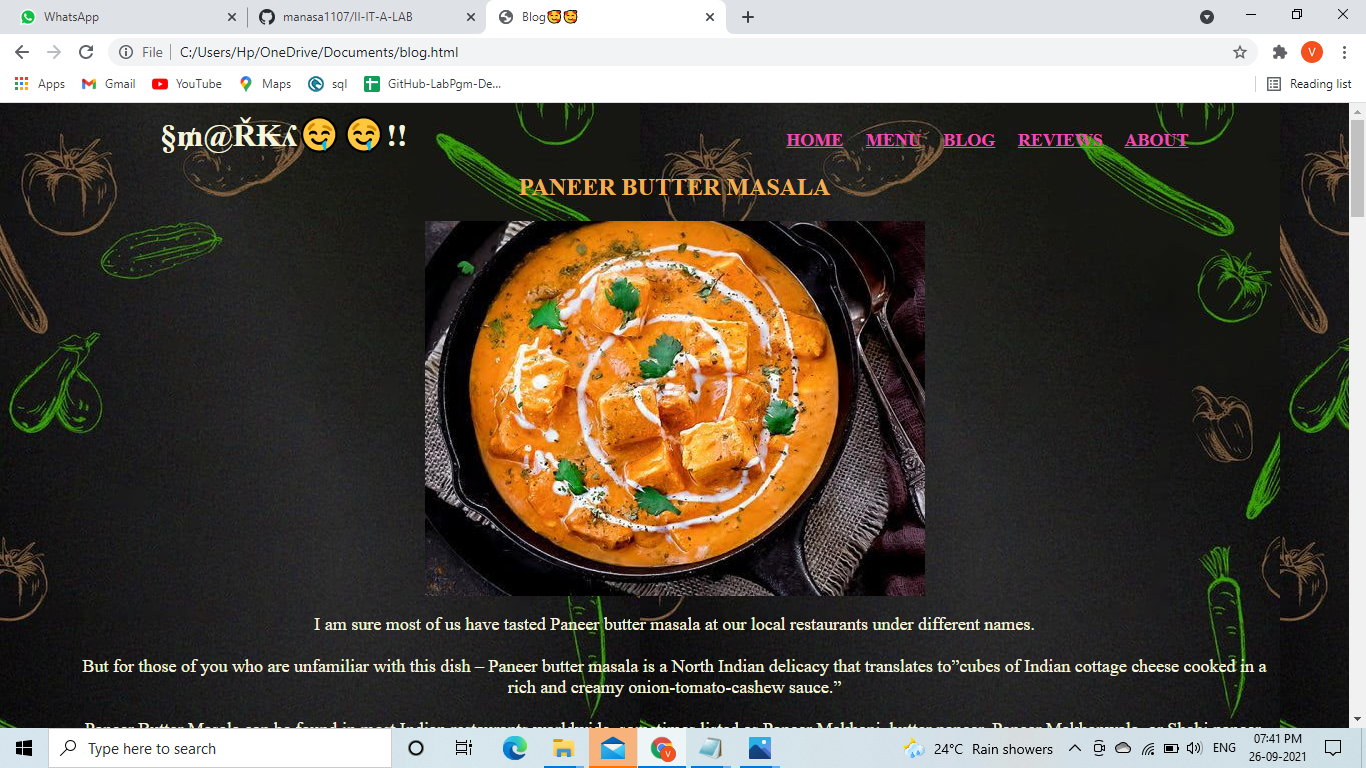 WhatsApp
manasa1107/II-IT-A-LAB
Blog🥰🥰
File
C:/Users/Hp/OneDrive/Documents/blog.html
V
Apps
Gmail
YouTube
Maps
sql
GitHub-LabPgm-De...
Reading list
§₥@ŘҜʎ🤤 🤤 !!
HOME MENU BLOG REVIEWS ABOUT
PANEER BUTTER MASALA
I am sure most of us have tasted Paneer butter masala at our local restaurants under different names.
But for those of you who are unfamiliar with this dish – Paneer butter masala is a North Indian delicacy that translates to”cubes of Indian cottage cheese cooked in a
rich and creamy onion-tomato-cashew sauce.”
Type here to search
V
24°C Rain showers
ENG
07:41 PM
26-09-2021